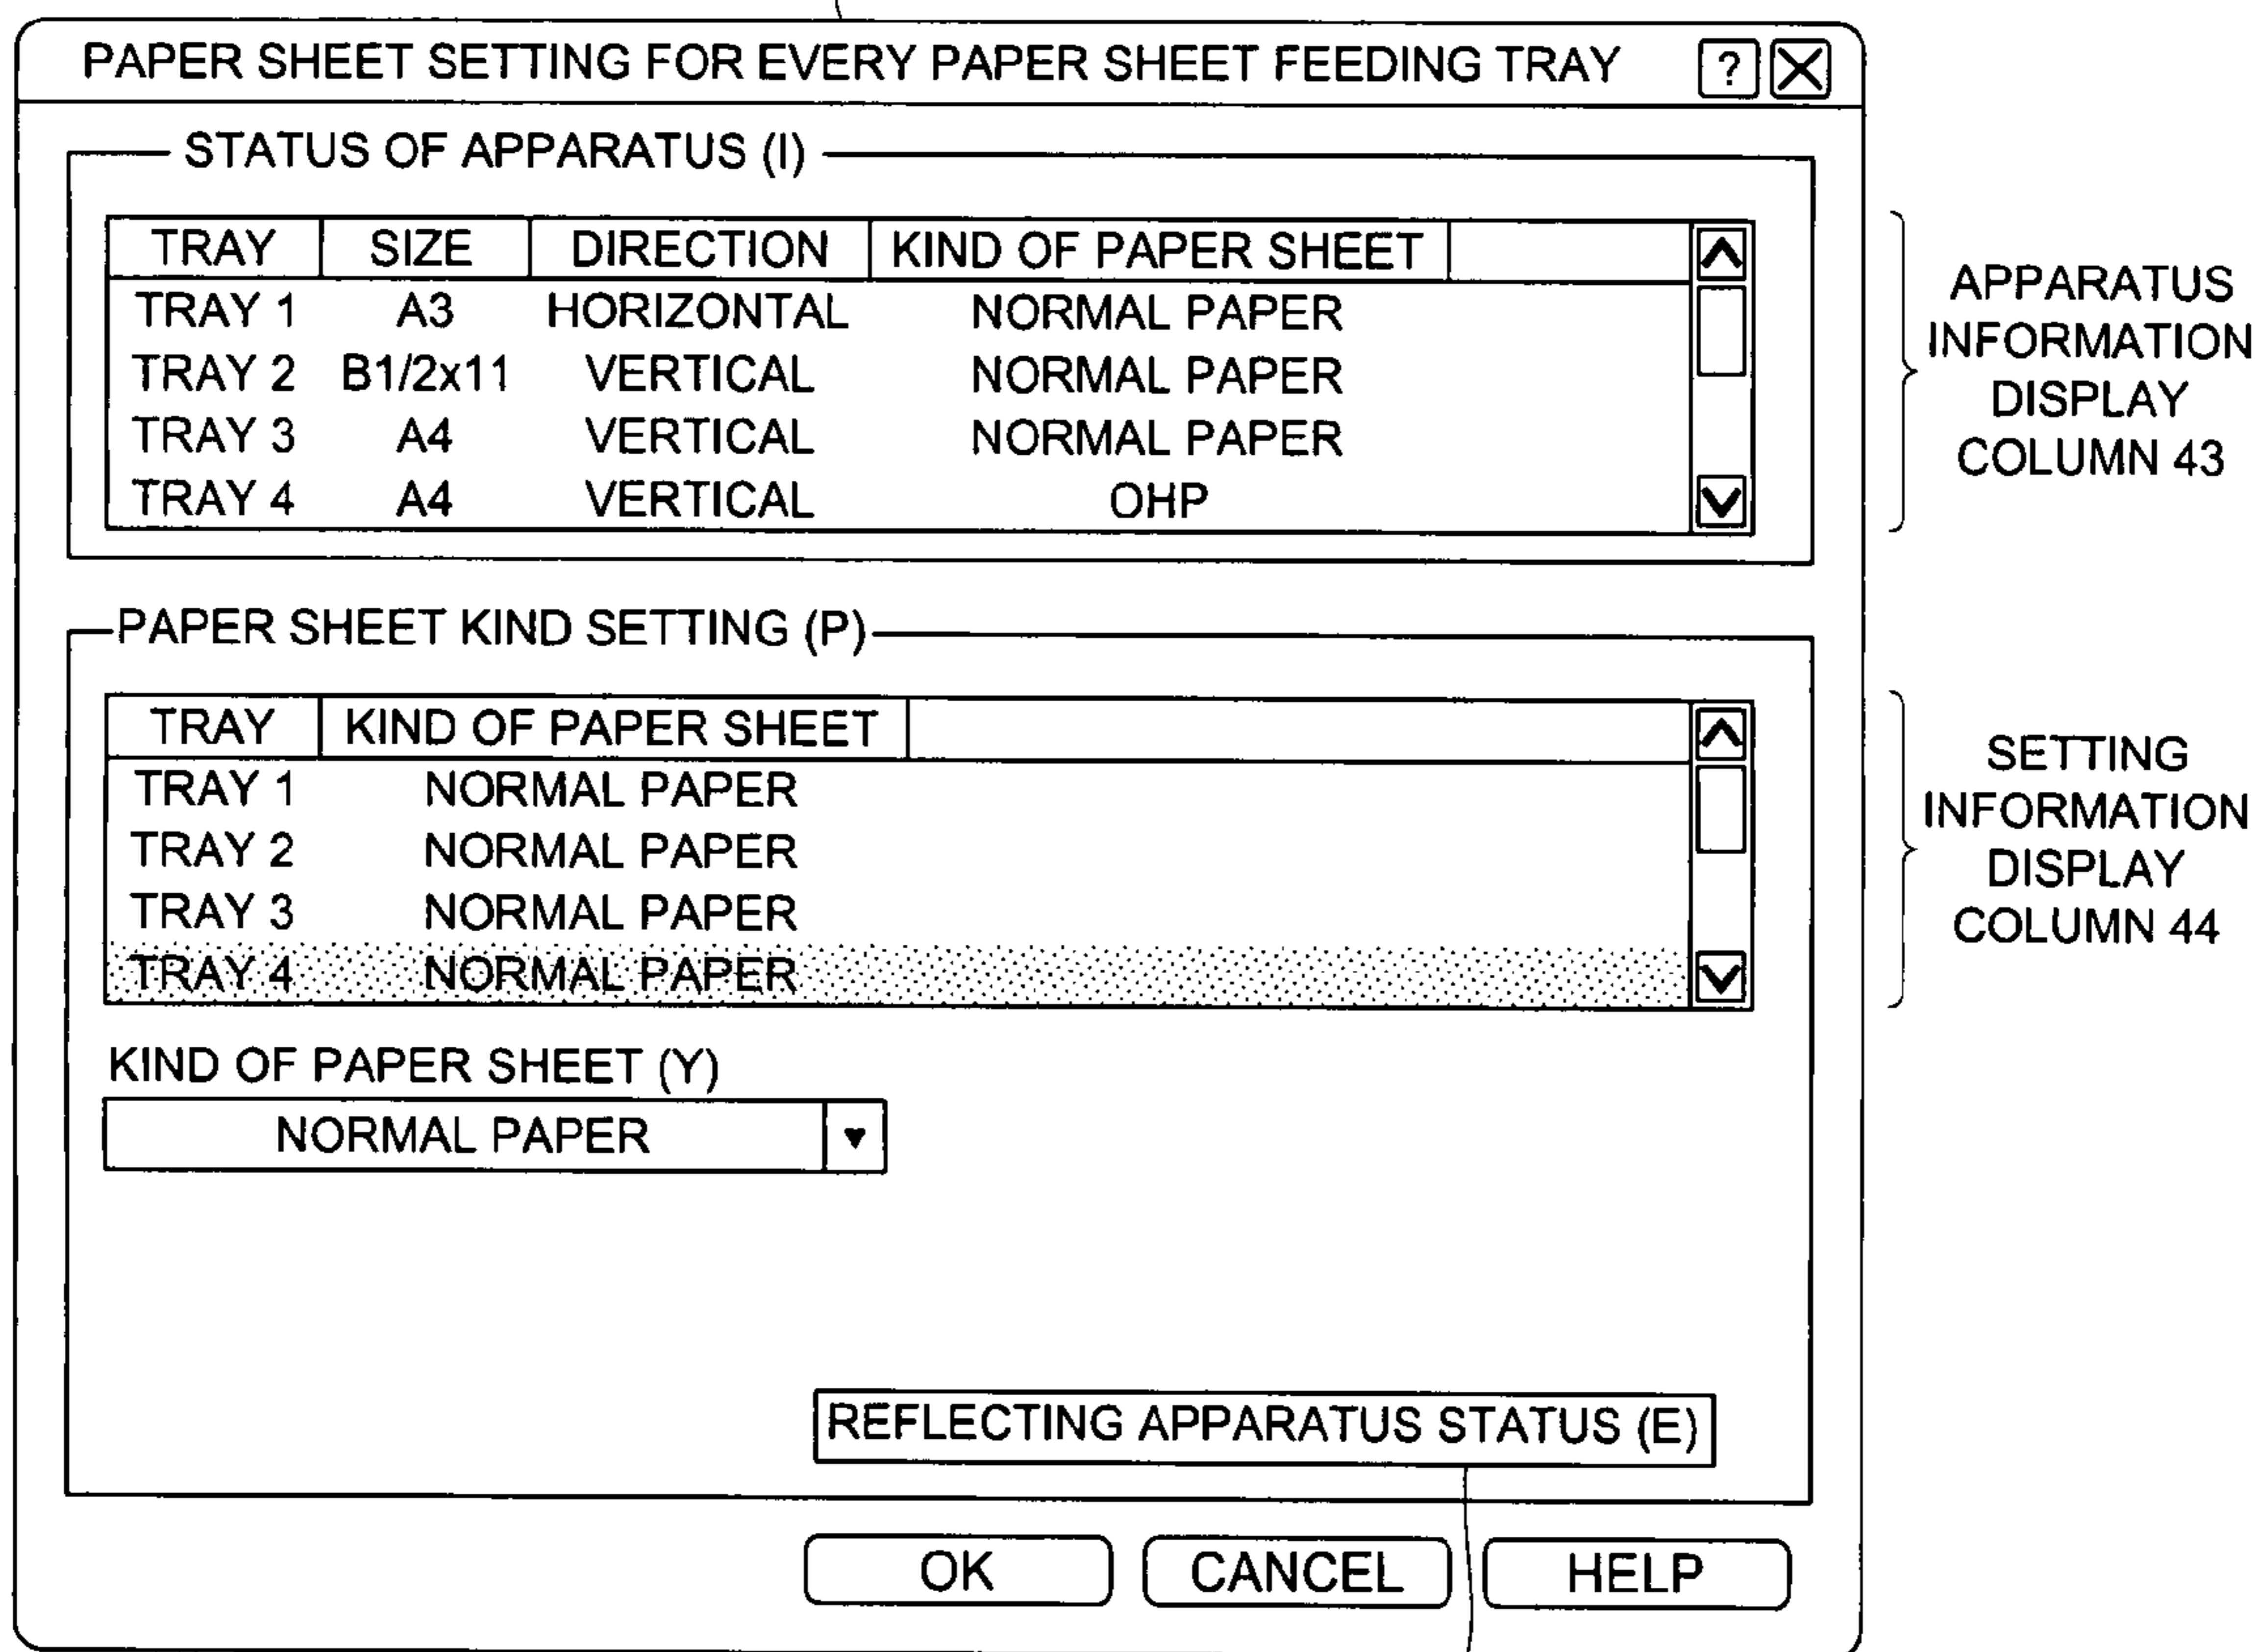 PAPER SHEET SETTING FOR EVERY PAPER SHEET FEEDING TRAY ?
STATUS OF APPARATUS (I)
TRAY SIZE DIRECTION KIND OF PAPER SHEET
TRAY 1 A3 HORIZONTAL NORMAL PAPER
TRAY 2 B1/2x11 VERTICAL NORMAL PAPER
TRAY 3 A4 VERTICAL NORMAL PAPER
TRAY 4 A4 VERTICAL OHP
APPARATUS
INFORMATION
DISPLAY
COLUMN 43
PAPER SHEET KIND SETTING (P)
TRAY KIND OF PAPER SHEET
TRAY 1 NORMAL PAPER
TRAY 2 NORMAL PAPER
TRAY 3 NORMAL PAPER
TRAY 4 NORMAL PAPER
SETTING
INFORMATION
DISPLAY
COLUMN 44
KIND OF PAPER SHEET (Y)
NORMAL PAPER
REFLECTING APPARATUS STATUS (E)
OK CANCEL HELP